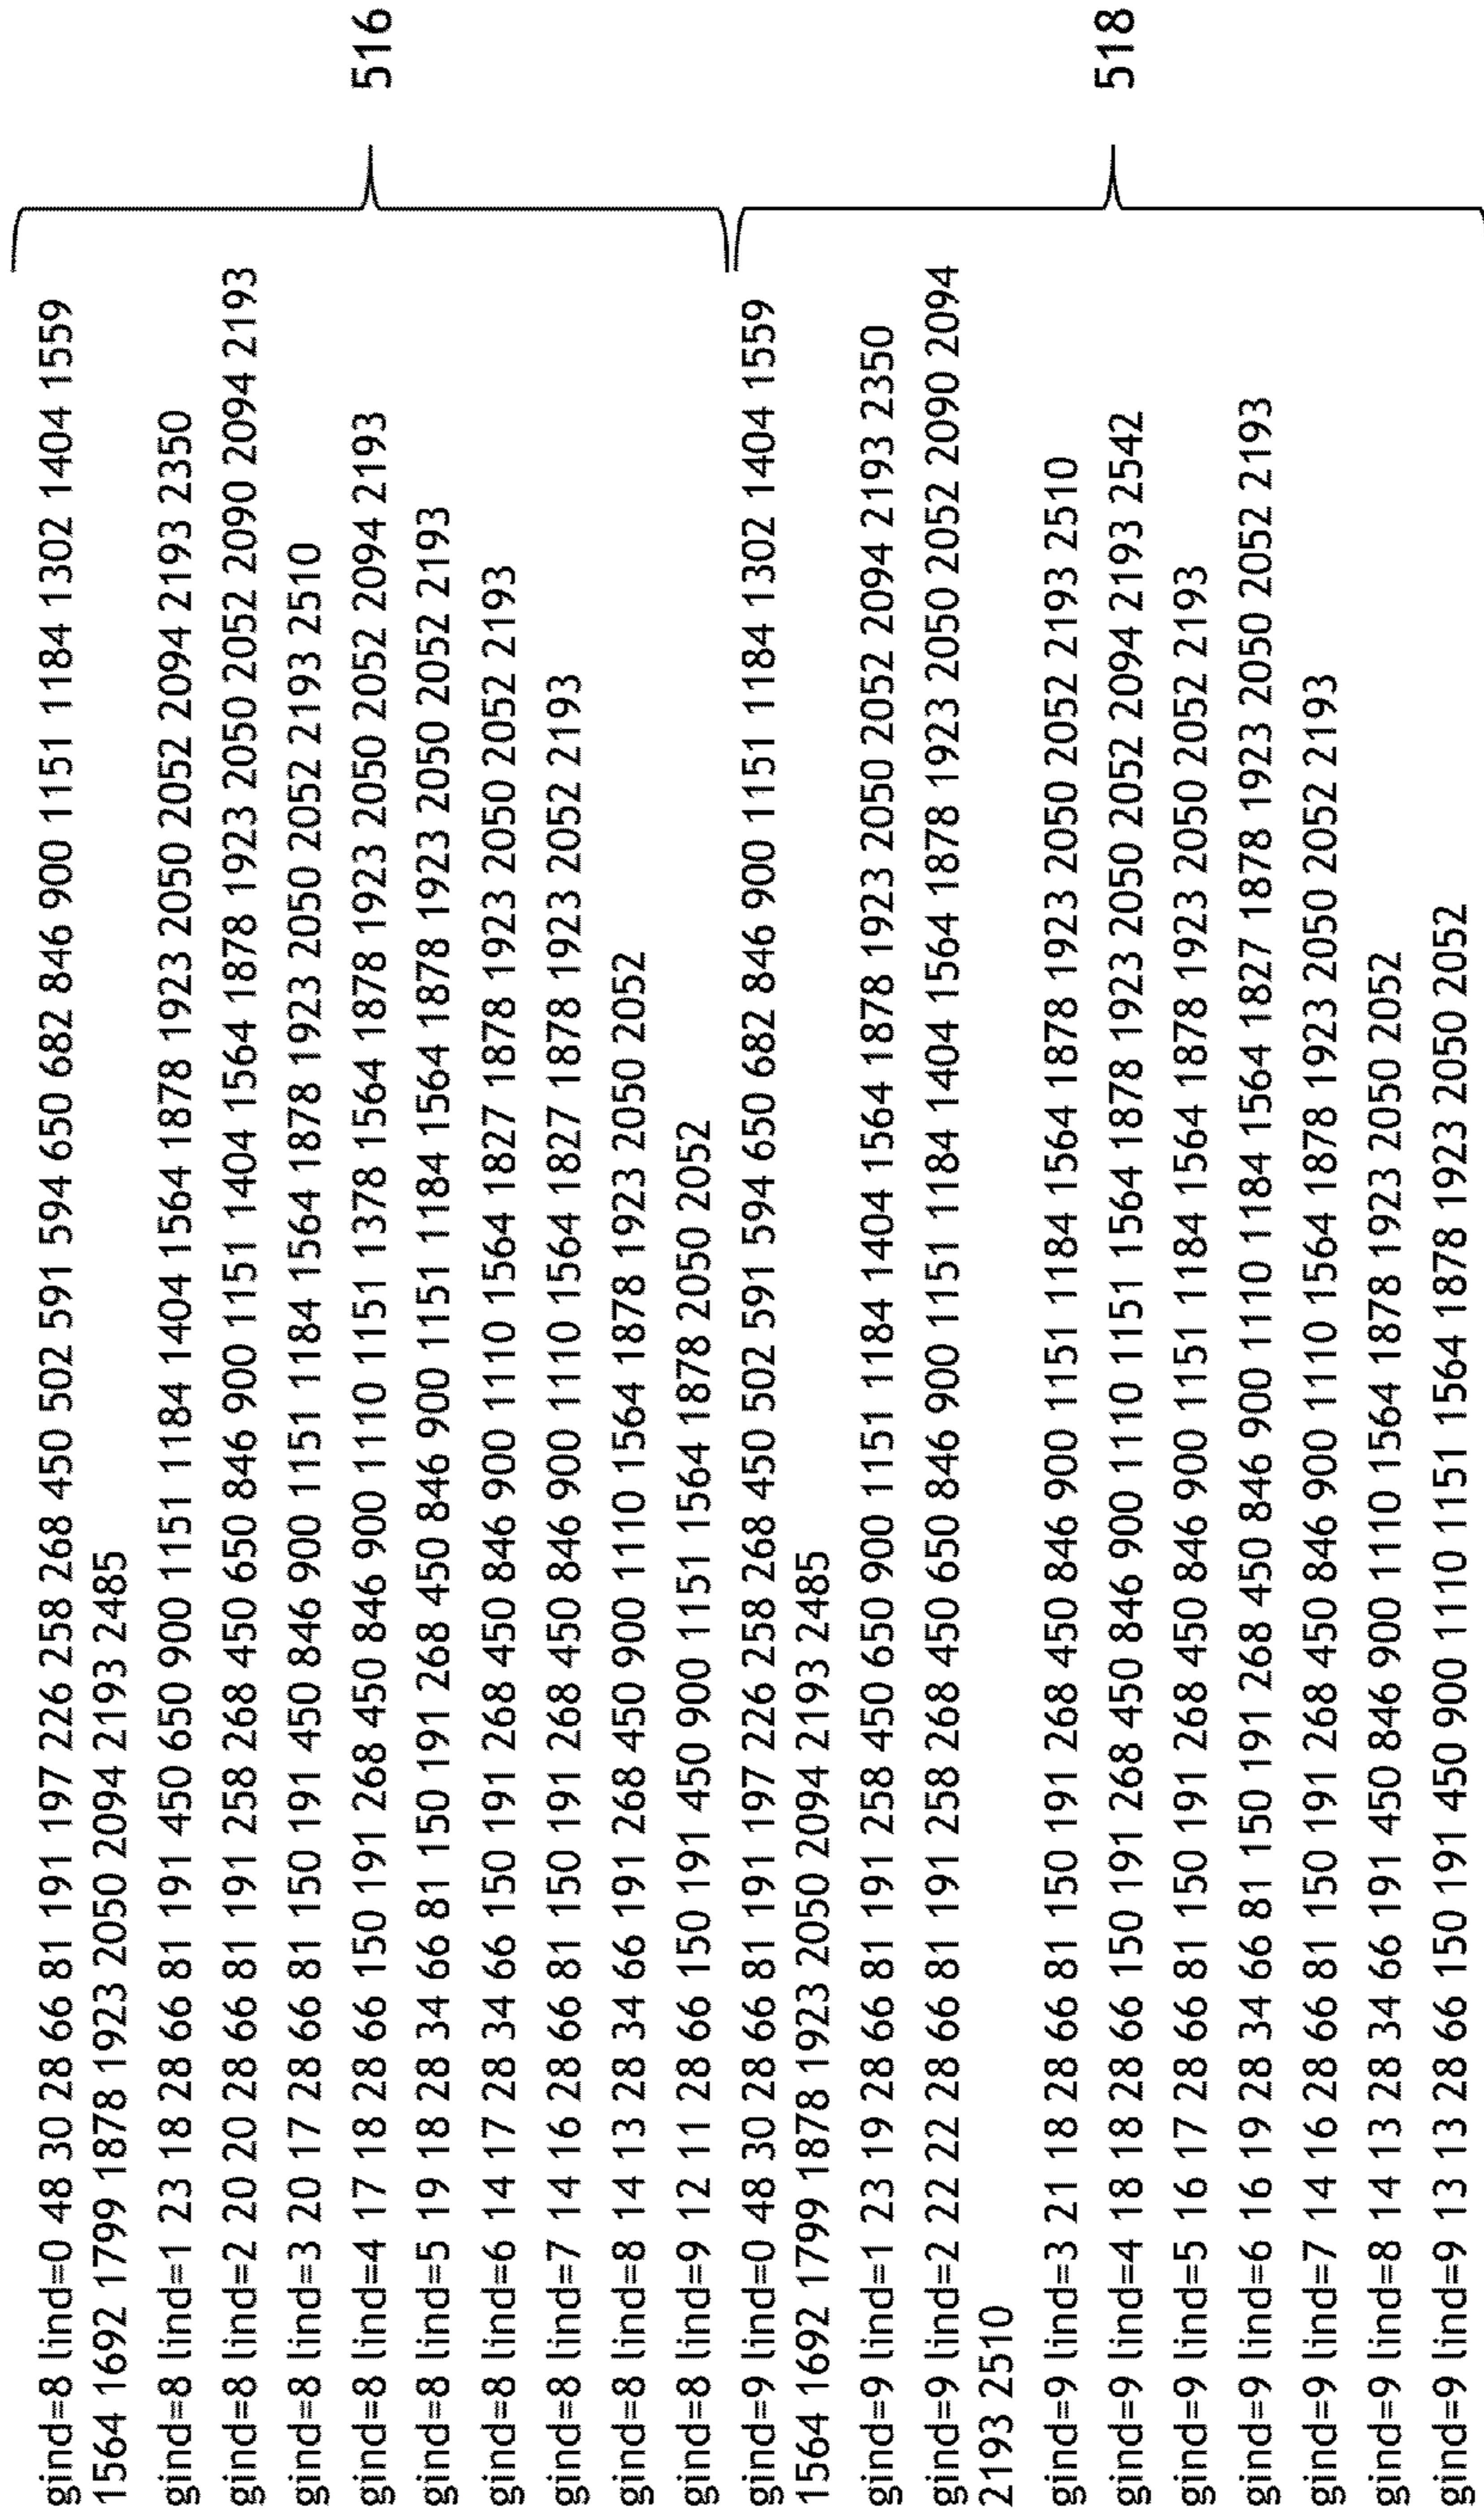 gind=8 lind=0 48 30 28 66 81 191 197 226 258 268 450 502 591 594 650 682 846 900 1151 1184 1302 1404 1559
1564 1692 1799 1878 1923 2050 2094 2193 2485
gind=8 lind=1 23 18 28 66 81 191 450 650 900 1151 1184 1404 1564 1878 1923 2050 2052 2094 2193 2350
gind=8 lind=2 20 20 28 66 81 191 258 268 450 650 846 900 1151 1404 1564 1878 1923 2050 2052 2090 2094 2193
gind=8 lind=3 20 17 28 66 81 150 191 450 846 900 1151 1184 1564 1878 1923 2050 2052 2193 2510
gind=8 lind=4 17 18 28 66 150 191 268 450 846 900 1110 1151 1378 1564 1878 1923 2050 2052 2094 2193
gind=8 lind=5 19 18 28 34 66 81 150 191 268 450 846 900 1151 1184 1564 1878 1923 2050 2052 2193
gind=8 lind=6 14 17 28 34 66 150 191 268 450 846 900 1110 1564 1827 1878 1923 2050 2052 2193
gind=8 lind=7 14 16 28 66 81 150 191 268 450 846 900 1110 1564 1827 1878 1923 2052 2193
gind=8 lind=8 14 13 28 34 66 191 268 450 900 1110 1564 1878 1923 2050 2052
gind=8 lind=9 12 11 28 66 150 191 450 900 1151 1564 1878 2050 2052
516
gind=9 lind=0 48 30 28 66 81 191 197 226 258 268 450 502 591 594 650 682 846 900 1151 1184 1302 1404 1559
1564 1692 1799 1878 1923 2050 2094 2193 2485
gind=9 lind=1 23 19 28 66 81 191 258 450 650 900 1151 1184 1404 1564 1878 1923 2050 2052 2094 2193 2350
gind=9 lind=2 22 22 28 66 81 191 258 268 450 650 846 900 1151 1184 1404 1564 1878 1923 2050 2052 2090 2094
2193 2510
gind=9 lind=3 21 18 28 66 81 150 191 268 450 846 900 1151 1184 1564 1878 1923 2050 2052 2193 2510
gind=9 lind=4 18 18 28 66 150 191 268 450 846 900 1110 1151 1564 1878 1923 2050 2052 2094 2193 2542
gind=9 lind=5 16 17 28 66 81 150 191 268 450 846 900 1151 1184 1564 1878 1923 2050 2052 2193
gind=9 lind=6 16 19 28 34 66 81 150 191 268 450 846 900 1110 1184 1564 1827 1878 1923 2050 2052 2193
gind=9 lind=7 14 16 28 66 81 150 191 268 450 846 900 1110 1564 1878 1923 2050 2052 2193
gind=9 lind=8 14 13 28 34 66 191 450 846 900 1110 1564 1878 1923 2050 2052
gind=9 lind=9 13 13 28 66 150 191 450 900 1110 1151 1564 1878 1923 2050 2052
518